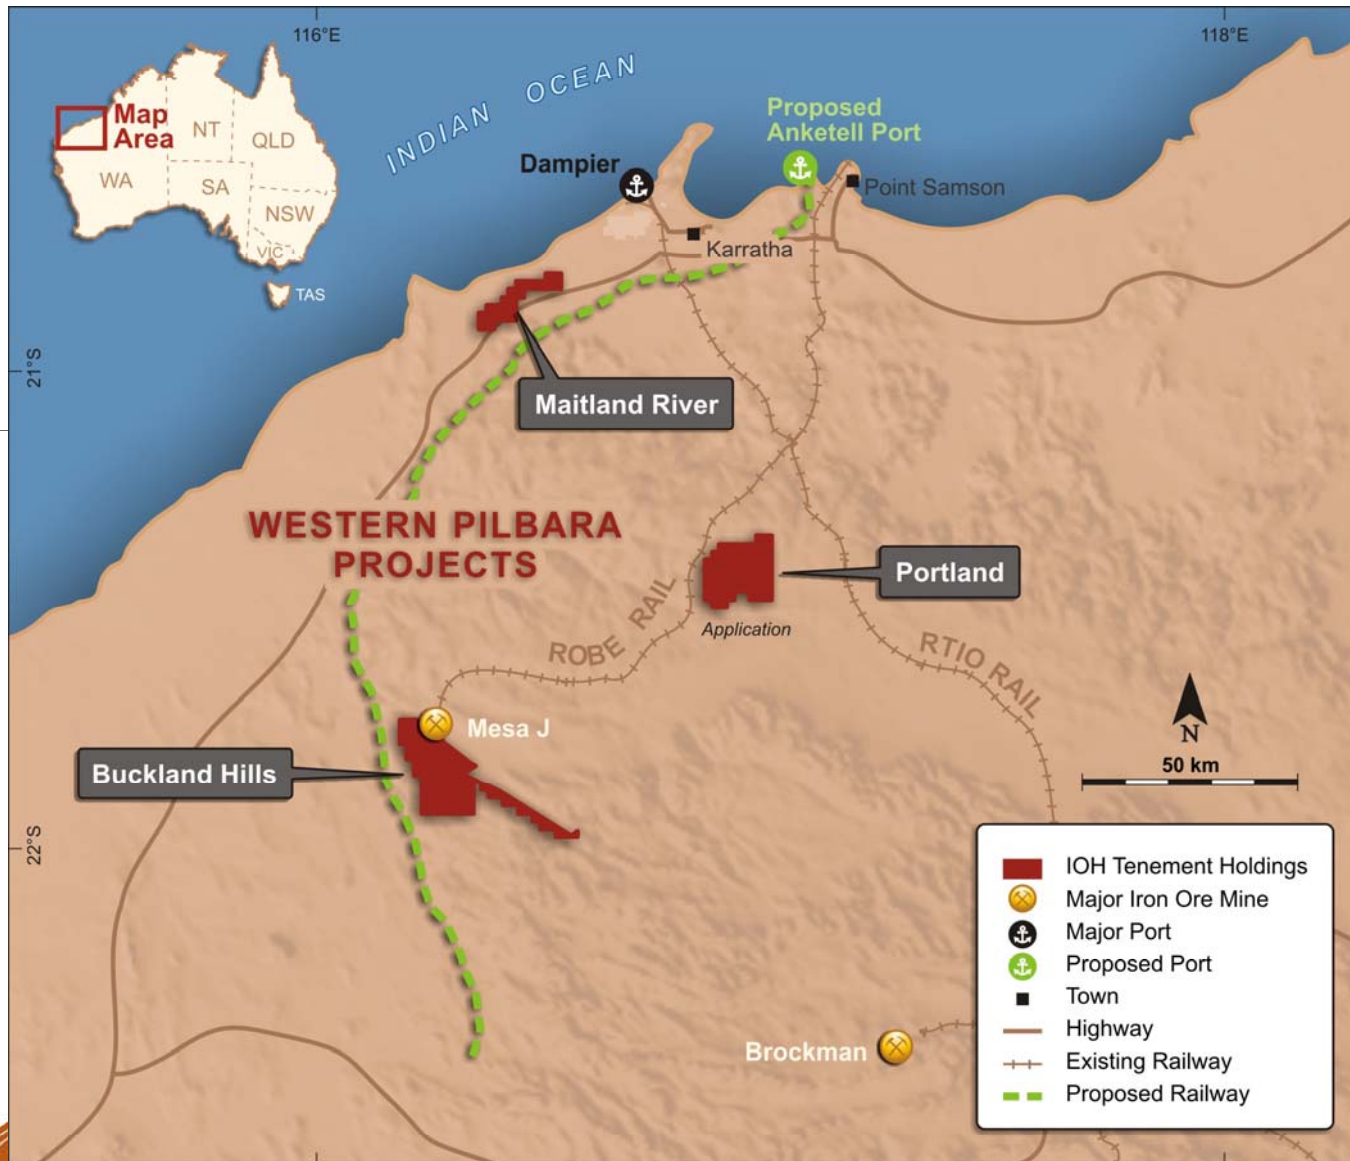 116°E
118°E
INDIAN OCEAN
Map
Area
NT
QLD
WA
SA
NSW
VIC
TAS
Proposed
Anketell Port
Dampier
Point Samson
Karratha
21°S
Maitland River
WESTERN PILBARA
PROJECTS
Portland
Application
ROBE RAIL
RTIO RAIL
Mesa J
Buckland Hills
N
50 km
22°S
Brockman
IOH Tenement Holdings
Major Iron Ore Mine
Major Port
Proposed Port
Town
Highway
Existing Railway
Proposed Railway